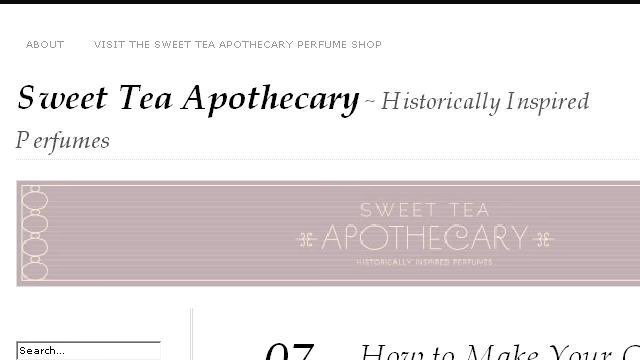 ABOUT VISIT THE SWEET TEA APOTHECARY PERFUME SHOP
Sweet Tea Apothecary ~ Historically Inspired
Perfumes
SWEET TEA
APOTHECARY
HISTORICALLY INSPIRED PERFUMES
Search...
07 How to Make Your